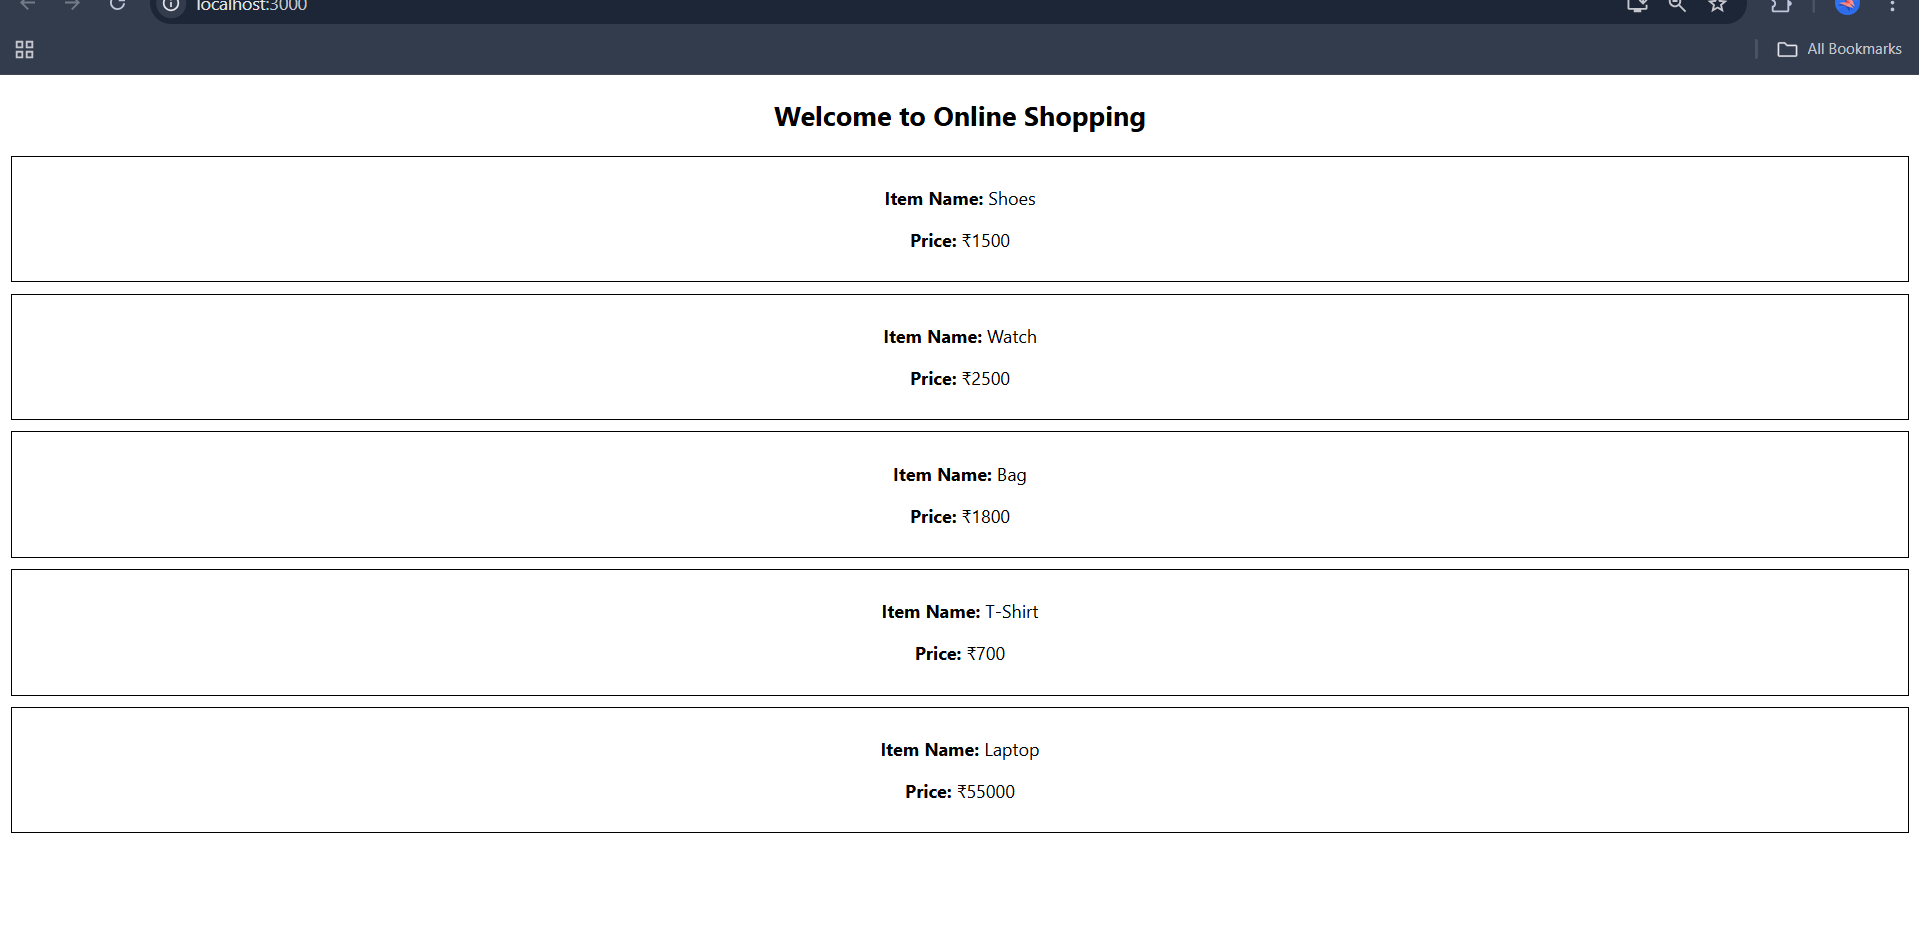 localhost:3000
All Bookmarks
Welcome to Online Shopping
Item Name: Shoes
Price: ₹1500
Item Name: Watch
Price: ₹2500
Item Name: Bag
Price: ₹1800
Item Name: T-Shirt
Price: ₹700
Item Name: Laptop
Price: ₹55000